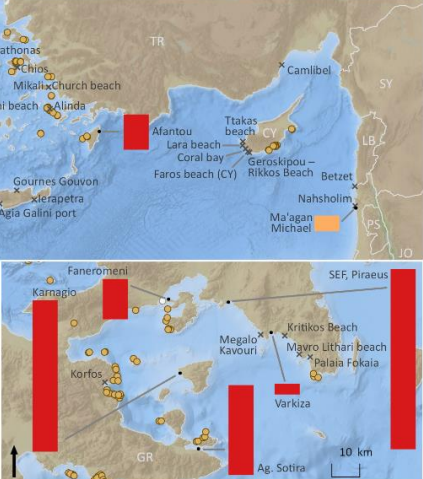 TR
athonas
Chios
Mikali
Church beach
ni beach
Alinda
Afantou
Camlibel
SY
Ttakas
beach
CY
Lara beach
Coral bay
Geroskipou –
Rikkos Beach
Faros beach (CY)
LB
Gournes Gouvon
Ierapetra
Agia Galini port
Betzet
Nahsholim
Ma'agan
Michael
PS
JO
Faneromeni
SEF, Piraeus
Karnagio
Megalo
Kavouri
Kritikos Beach
Mavro Lithari beach
Palaia Fokaia
Korfos
Varkiza
GR
Ag. Sotira
10 km